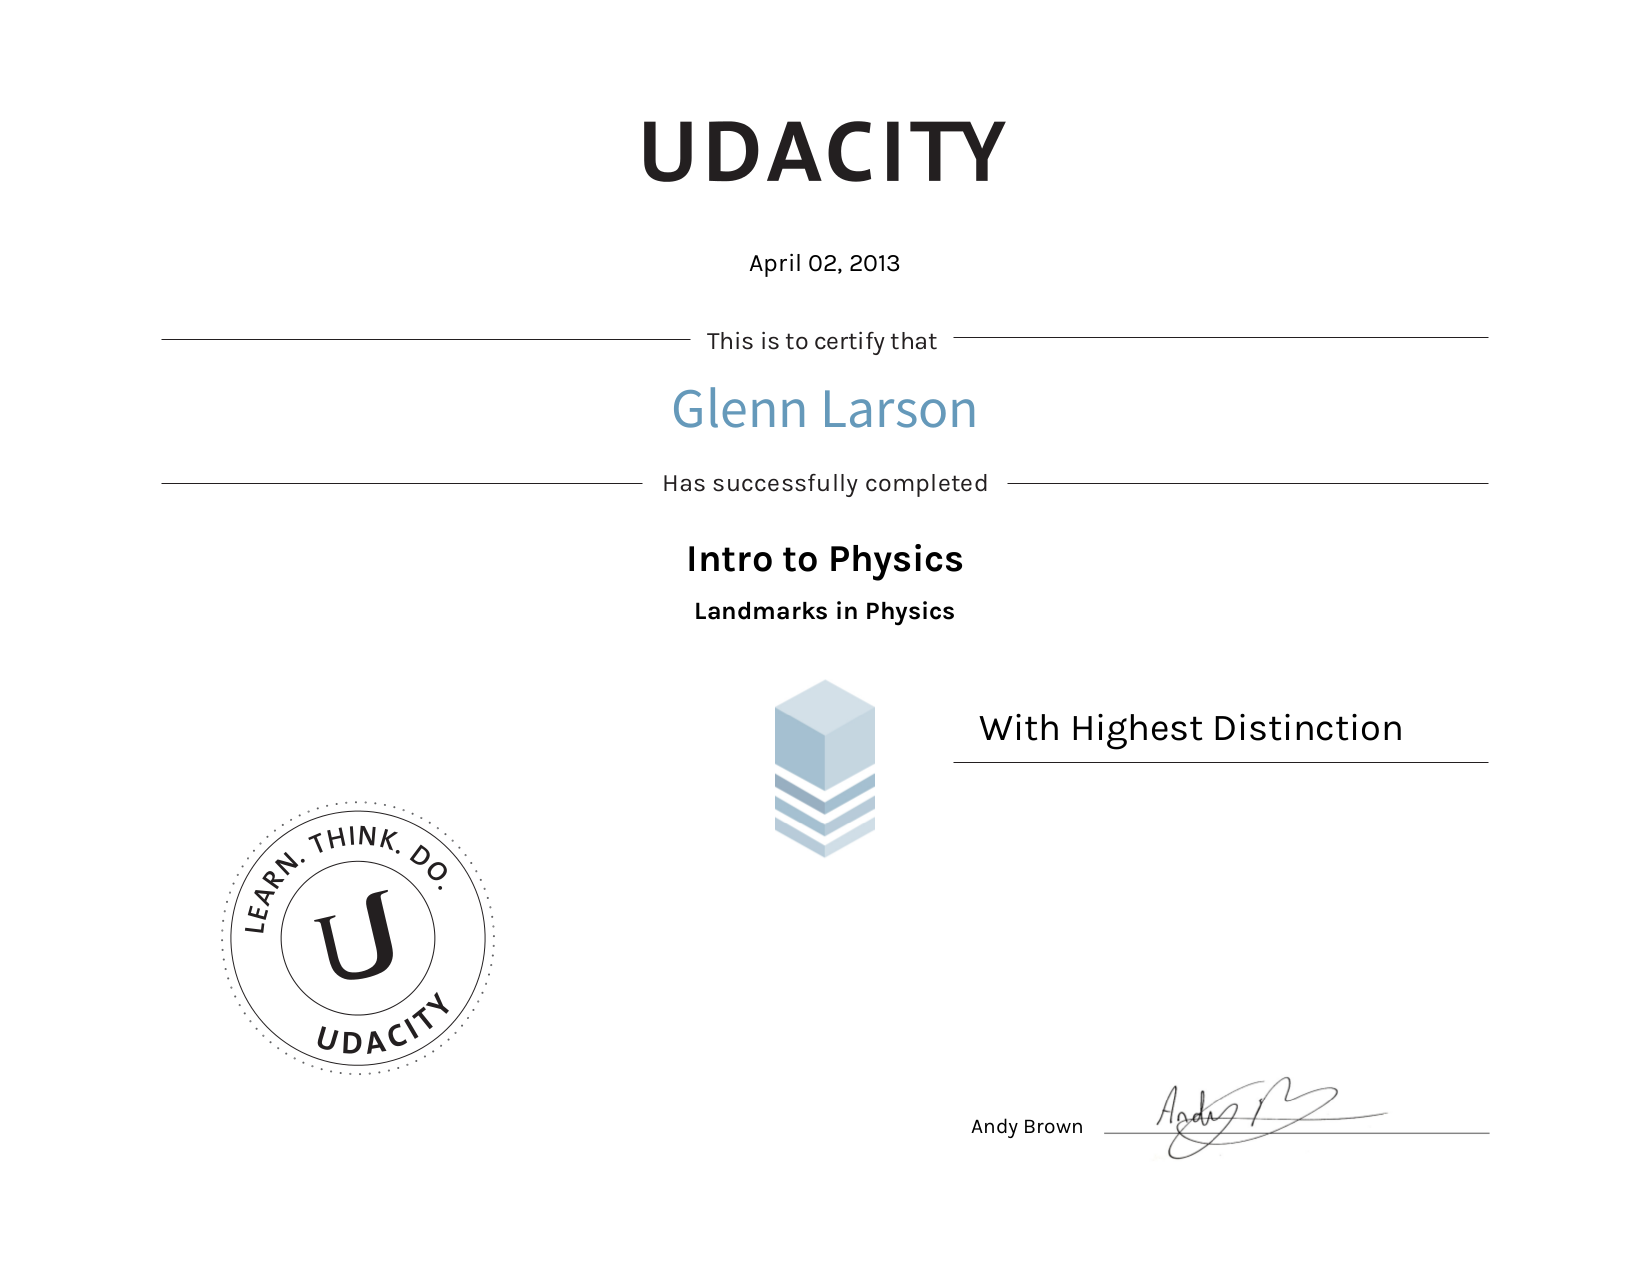 UDACITY
April 02, 2013
This is to certify that
Glenn Larson
Has successfully completed
Intro to Physics
Landmarks in Physics
With Highest Distinction
LEARN. THINK. DO.
U
UDACITY
Andy Brown